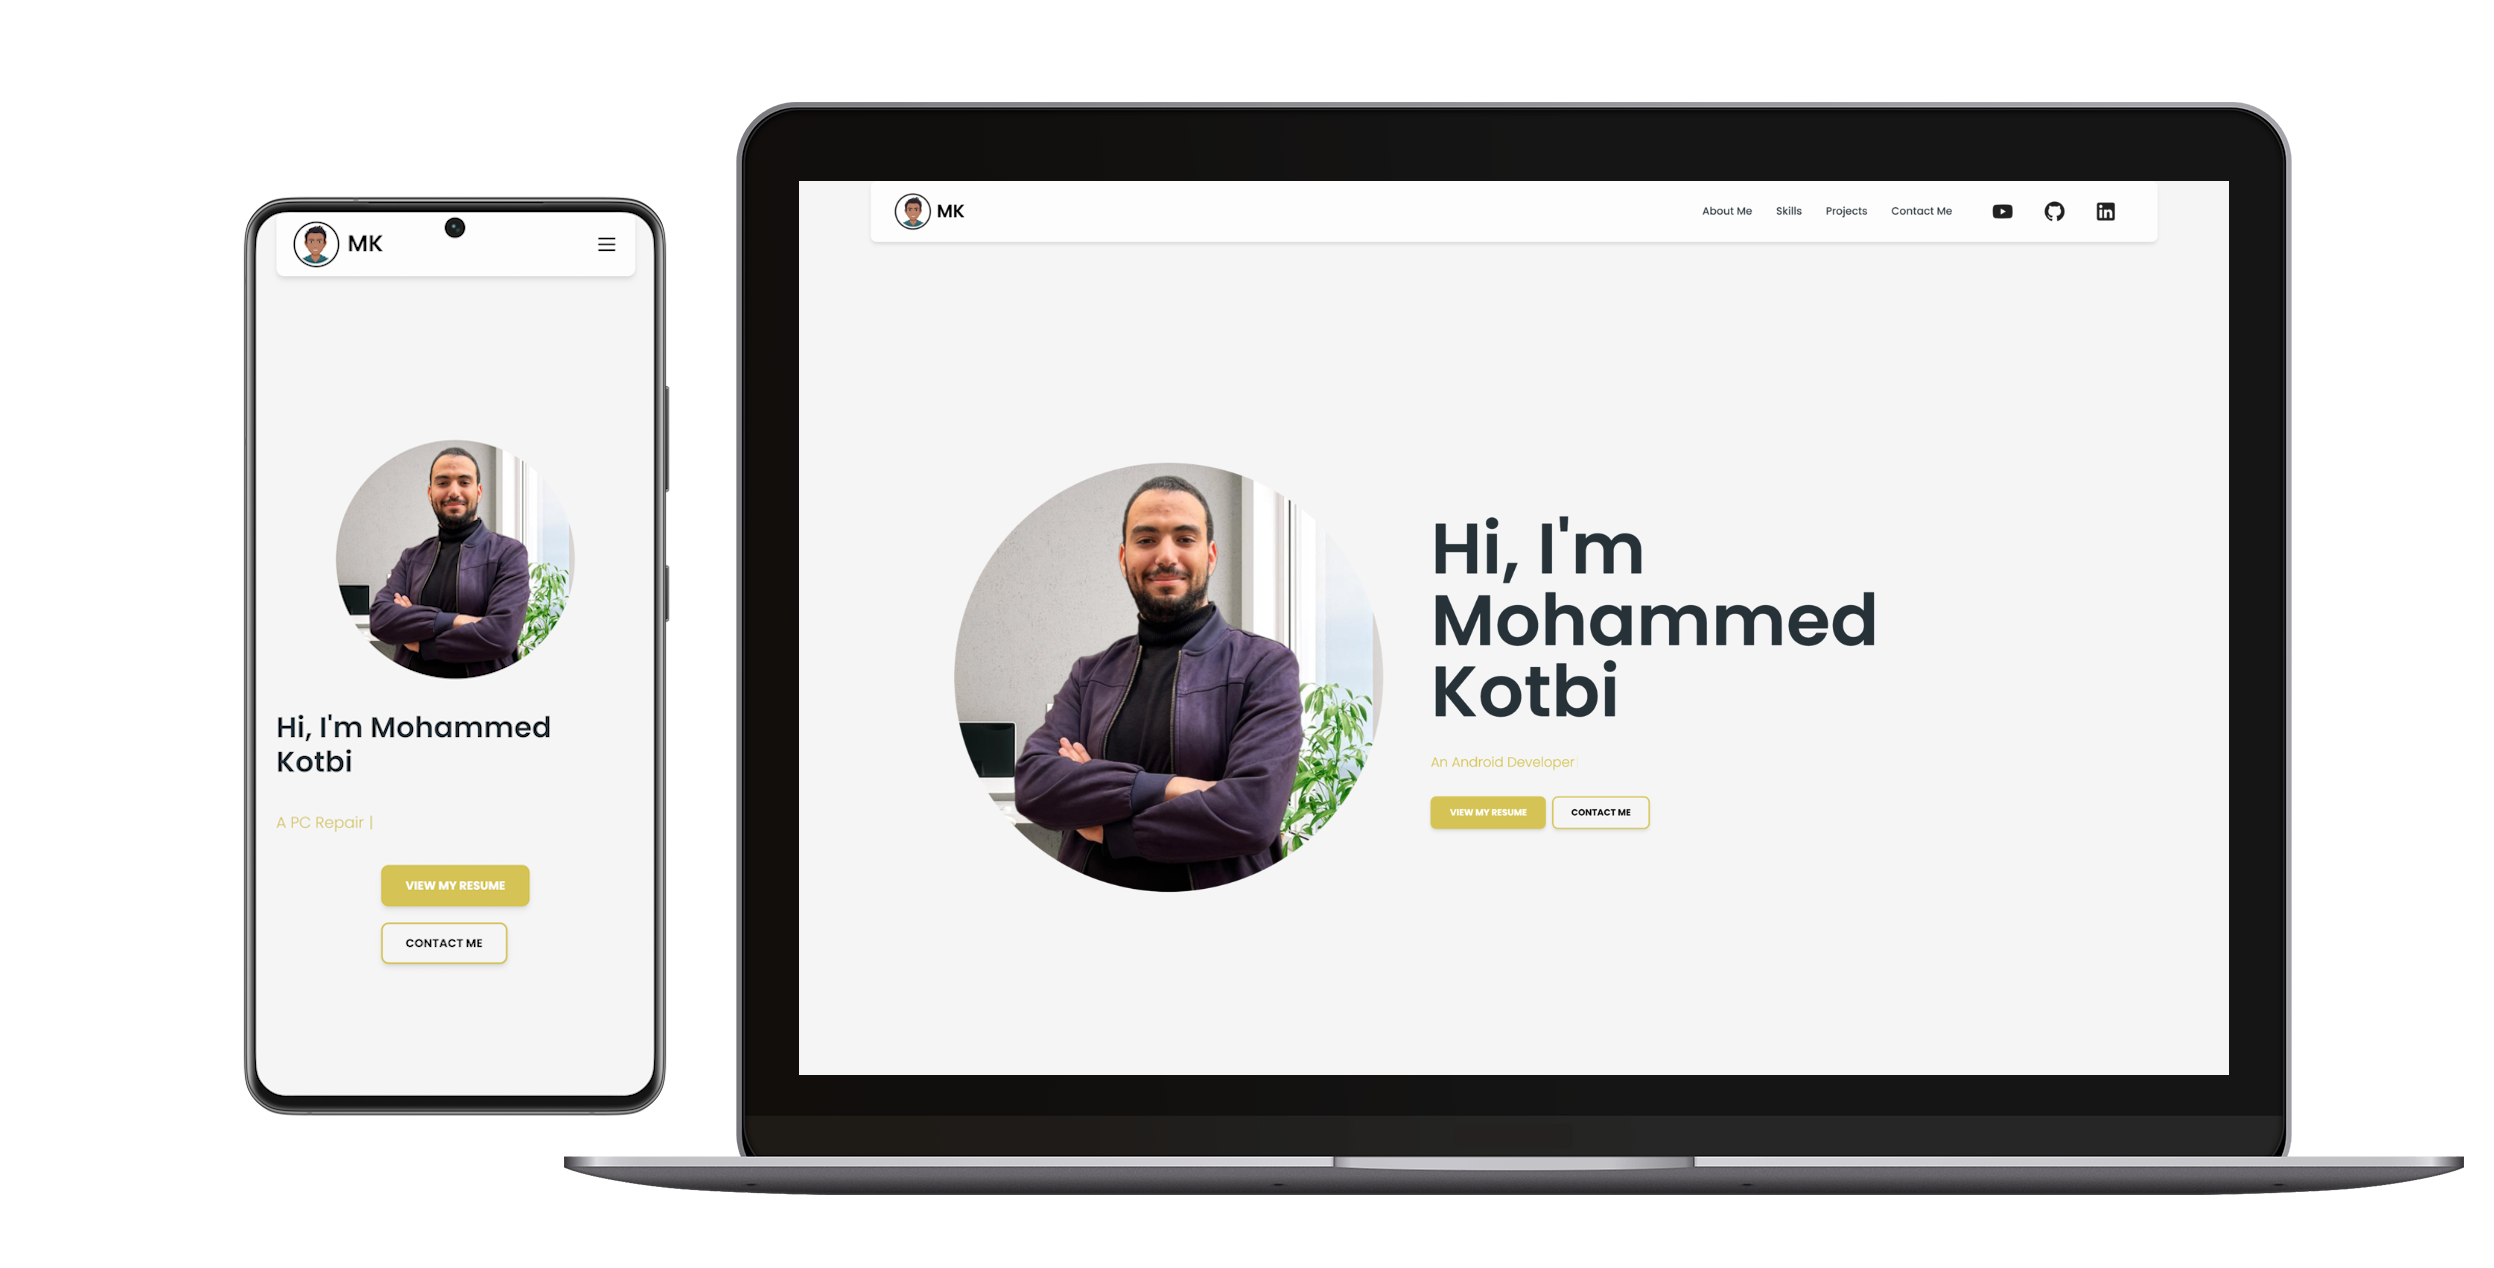 MK
Hi, I'm Mohammed
Kotbi
A PC Repair |
VIEW MY RESUME
CONTACT ME
MK
About Me Skills Projects Contact Me
in
Hi, I'm
Mohammed
Kotbi
An Android Developer
VIEW MY RESUME CONTACT ME